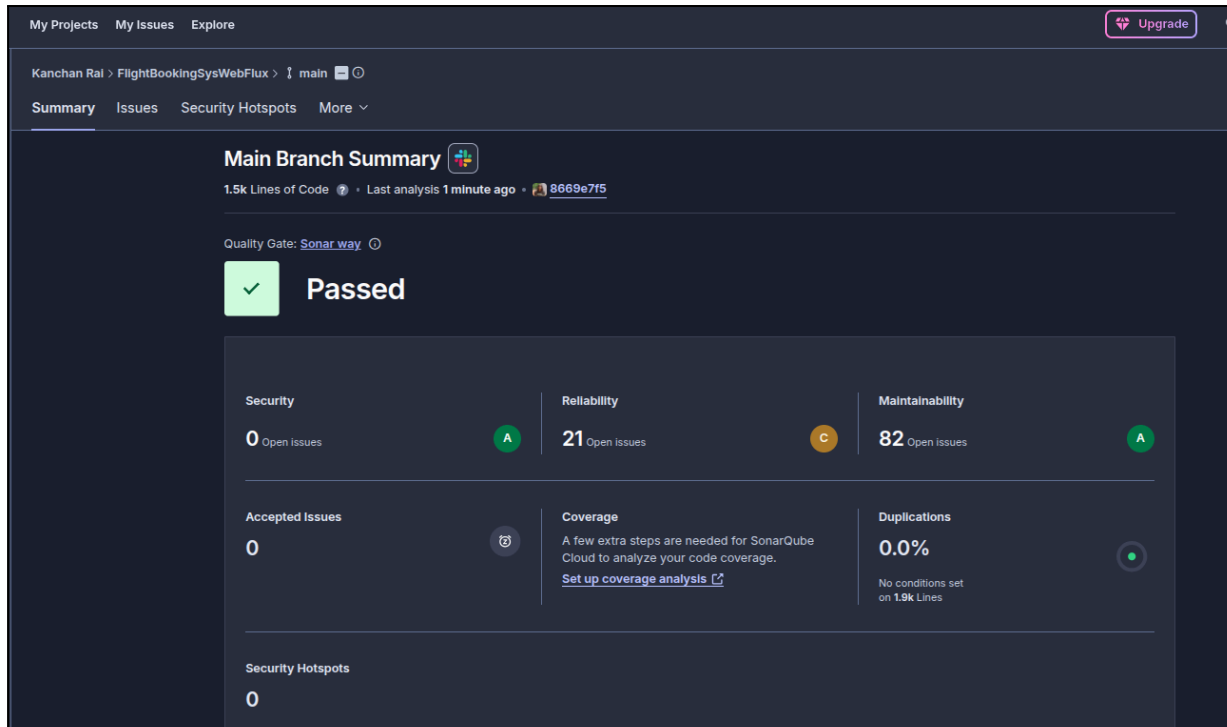 My Projects My Issues Explore
Upgrade
Kanchan Rai > FlightBookingSysWebFlux > main
Summary Issues Security Hotspots More
Main Branch Summary
1.5k Lines of Code ? • Last analysis 1 minute ago • 8669e7f5
Quality Gate: Sonar way
Passed
Security
0 Open issues
A
Reliability
21 Open issues
C
Maintainability
82 Open issues
A
Accepted Issues
0
Coverage
A few extra steps are needed for SonarQube
Cloud to analyze your code coverage.
Set up coverage analysis
Duplications
0.0%
No conditions set
on 1.9k Lines
Security Hotspots
0